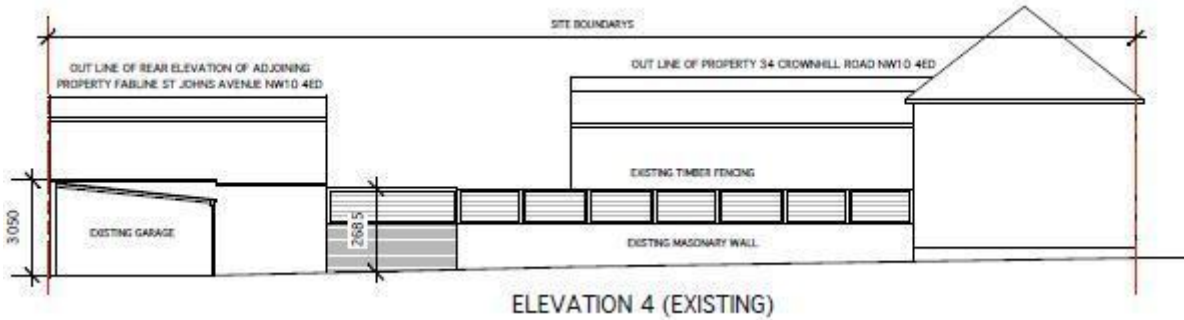 SITE BOUNDARYS
OUT LINE OF REAR ELEVATION OF ADJOINING
PROPERTY FABLINE ST JOHNS AVENUE NW10 4ED
OUT LINE OF PROPERTY 34 CROWNHILL ROAD NW10 4ED
EXISTING TIMBER FENCING
3050
EXISTING GARAGE
2685
EXISTING MASONARY WALL
ELEVATION 4 (EXISTING)